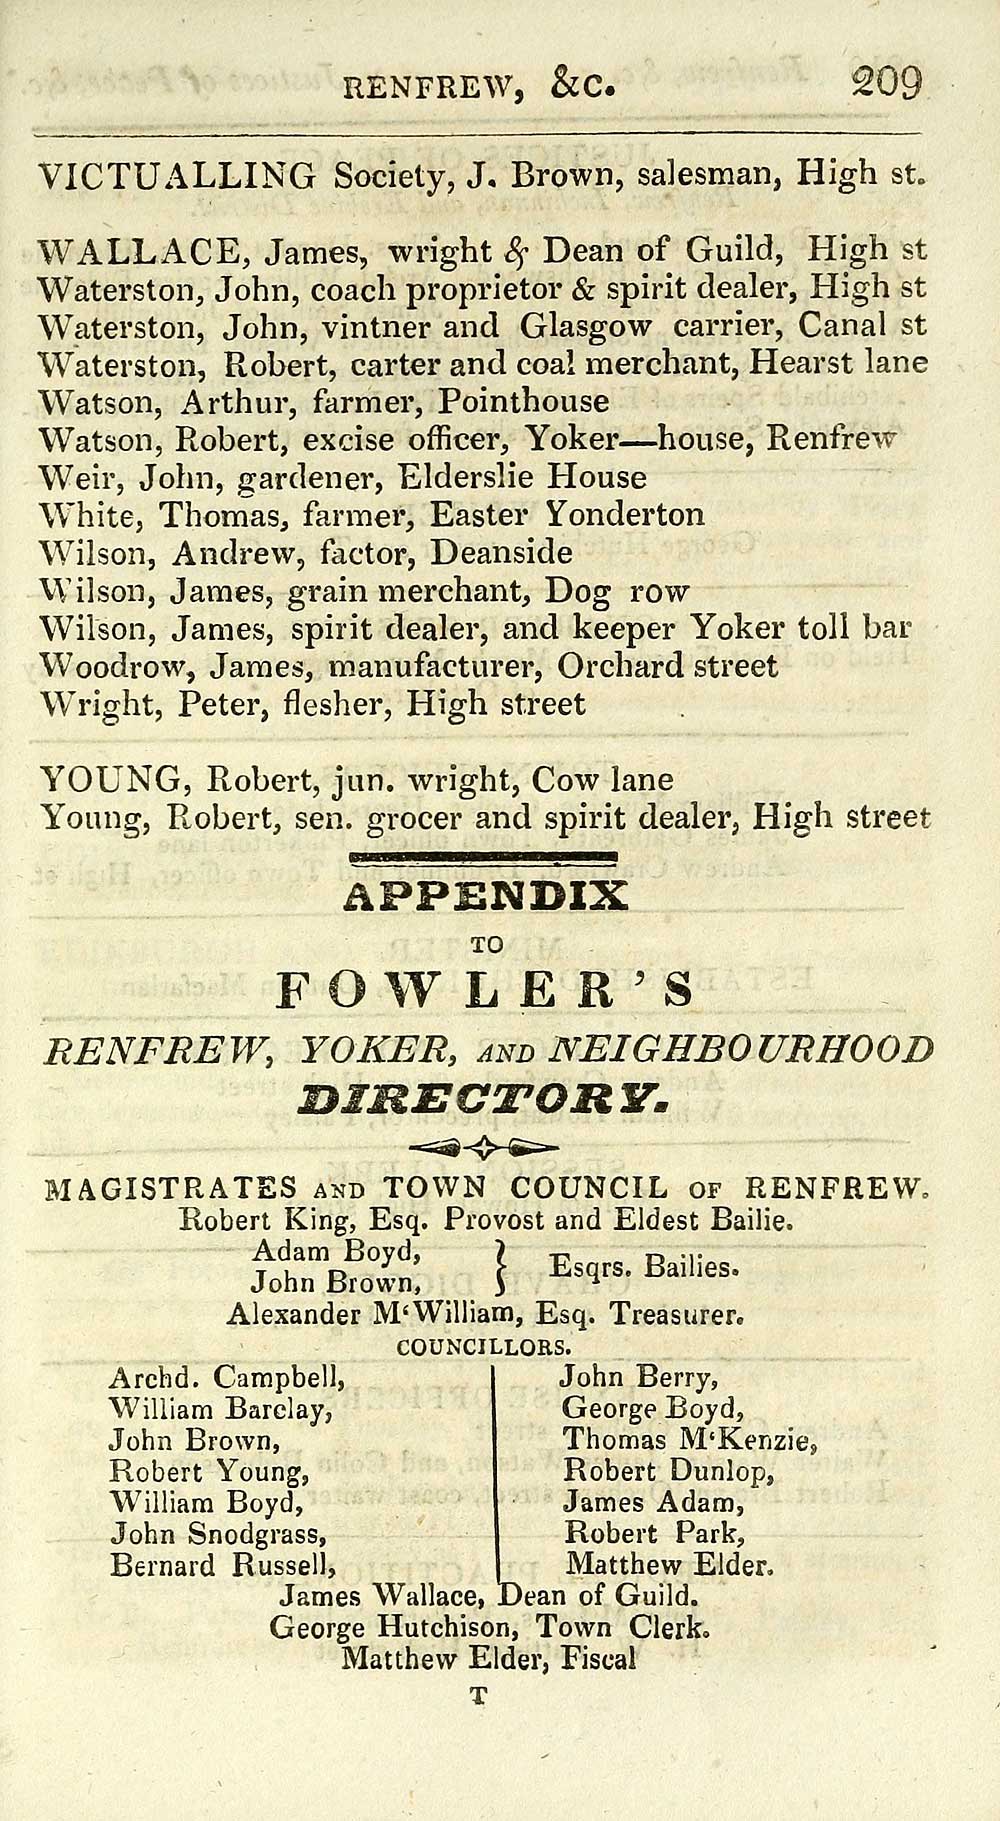 RENFREW, &C. 209
VICTUALLING Society, J. Brown, salesman, High st.
WALLACE, James, wright & Dean of Guild, High st
Waterston, John, coach proprietor & spirit dealer, High st
Waterston, John, vintner and Glasgow carrier, Canal st
Waterston, Robert, carter and coal merchant, Hearst lane
Watson, Arthur, farmer, Pointhouse
Watson, Robert, excise officer, Yoker—house, Renfrew
Weir, John, gardener, Elderslie House
White, Thomas, farmer, Easter Yonderton
Wilson, Andrew, factor, Deanside
Wilson, James, grain merchant, Dog row
Wilson, James, spirit dealer, and keeper Yoker toll bar
Woodrow, James, manufacturer, Orchard street
Wright, Peter, flesher, High street
YOUNG, Robert, jun. wright, Cow lane
Young, Robert, sen. grocer and spirit dealer, High street
APPENDIX
TO
FOWLER'S
RENFREW, YOKER, AND NEIGHBOURHOOD
DIRECTORY.
MAGISTRATES AND TOWN COUNCIL OF RENFREW.
Robert King, Esq. Provost and Eldest Bailie.
Adam Boyd,
John Brown, } Esqrs. Bailies.
Alexander M‘William, Esq. Treasurer.
COUNCILLORS.
Archd. Campbell, John Berry,
William Barclay, George Boyd,
John Brown, Thomas M‘Kenzie,
Robert Young, Robert Dunlop,
William Boyd, James Adam,
John Snodgrass, Robert Park,
Bernard Russell, Matthew Elder.
James Wallace, Dean of Guild.
George Hutchison, Town Clerk.
Matthew Elder, Fiscal
T